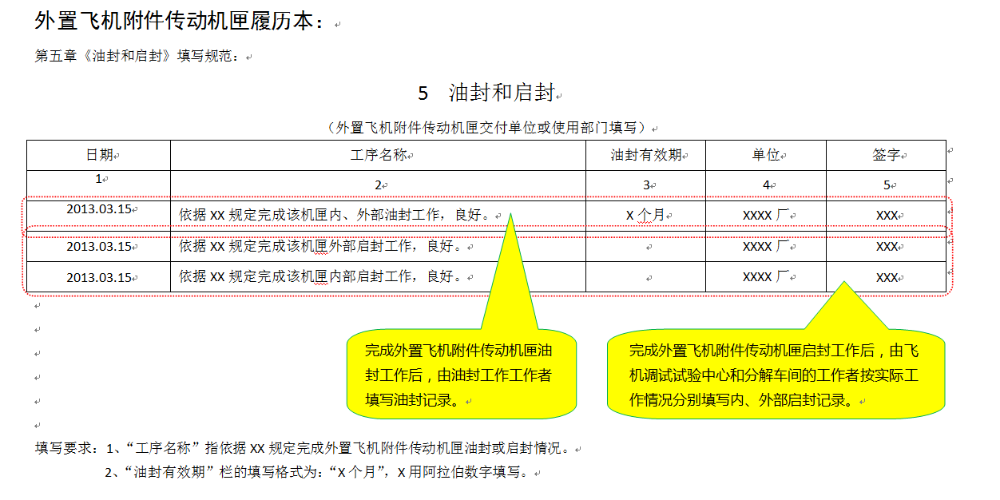 外置飞机附件传动机匣履历本：
第五章《油封和启封》填写规范：
5 油封和启封
（外置飞机附件传动机匣交付单位或使用部门填写）
日期 工序名称 油封有效期 单位 签字
1 2 3 4 5
2013.03.15 依据 XX 规定完成该机匣内、外部油封工作，良好。 X 个月 XXXX 厂 XXX
2013.03.15 依据 XX 规定完成该机匣外部启封工作，良好。 XXXX 厂 XXX
2013.03.15 依据 XX 规定完成该机匣内部启封工作，良好。 XXXX 厂 XXX
完成外置飞机附件传动机匣油
封工作后，由油封工作工作者
填写油封记录。
完成外置飞机附件传动机匣启封工作后，由飞
机调试试验中心和分解车间的工作者按实际工
作情况分别填写内、外部启封记录。
填写要求：1、“工序名称”指依据 XX 规定完成外置飞机附件传动机匣油封或启封情况。
2、“油封有效期”栏的填写格式为：“X 个月”，X 用阿拉伯数字填写。